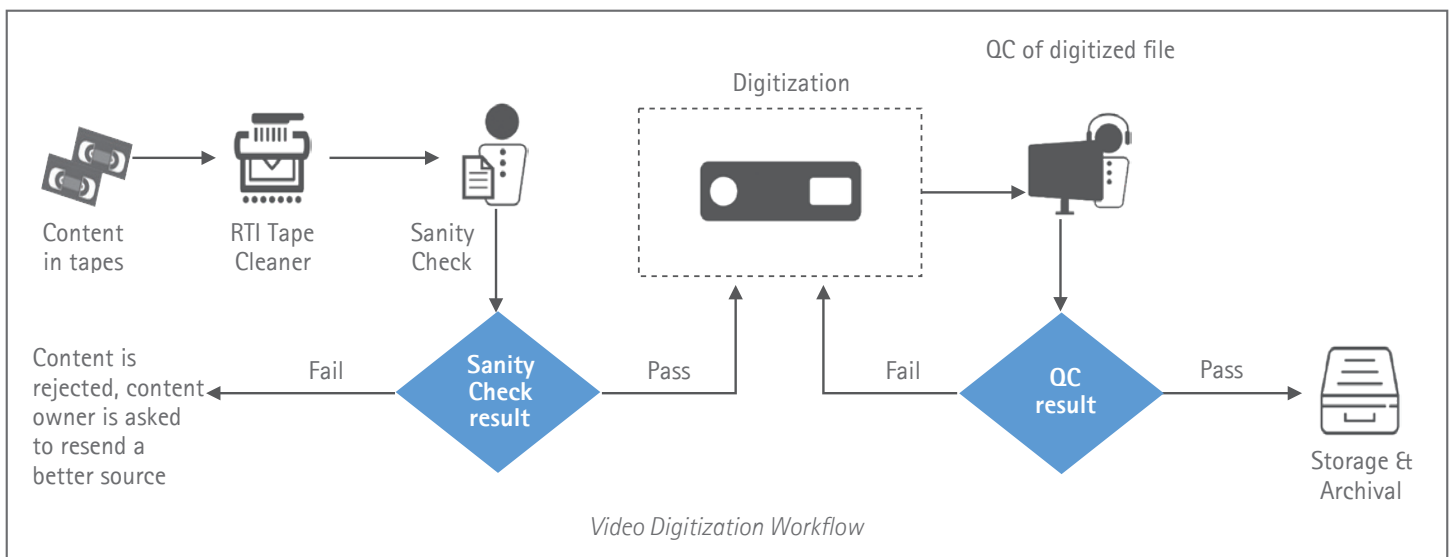 QC of digitized file
Digitization
Content
in tapes
RTI Tape
Cleaner
Sanity
Check
Content is
rejected, content
owner is asked
to resend a
better source
Fail
Sanity
Check
result
Pass
Fail
QC
result
Pass
Storage &
Archival
Video Digitization Workflow